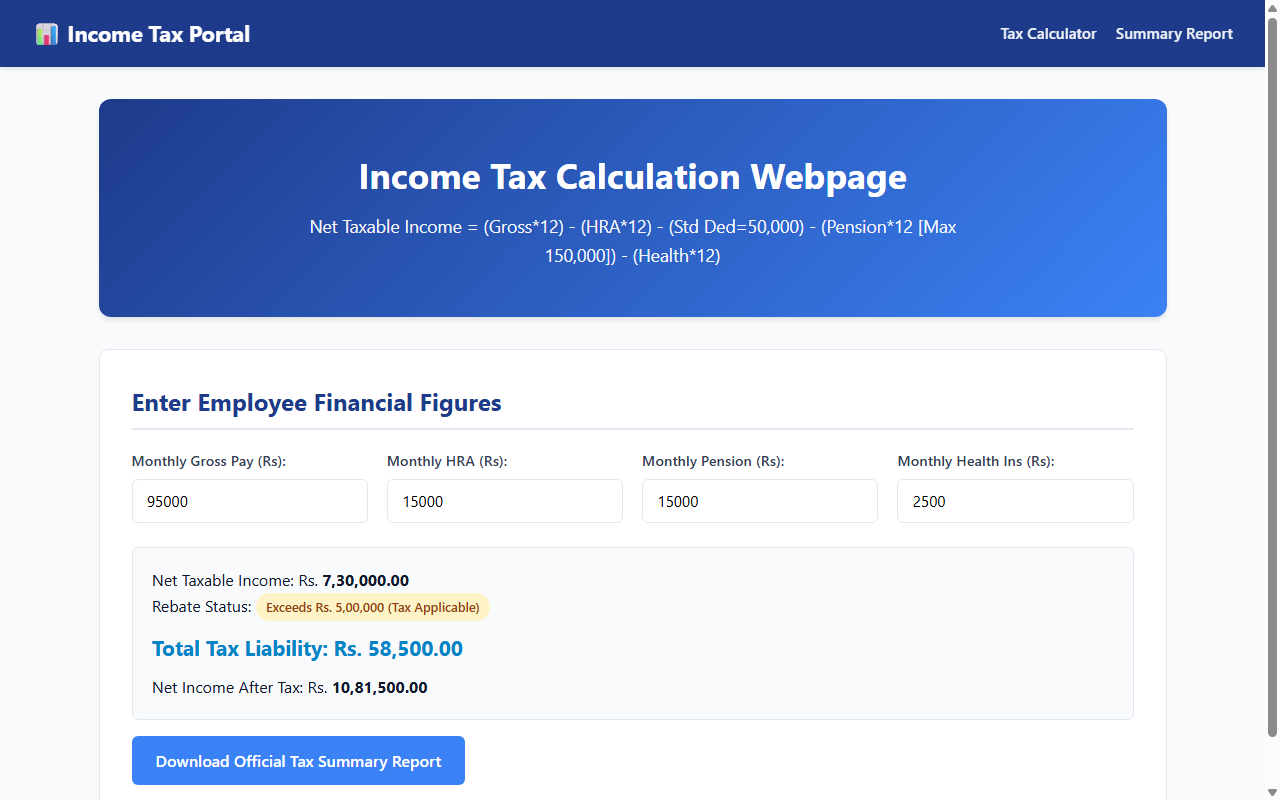 Income Tax Portal
Tax Calculator Summary Report
Income Tax Calculation Webpage
Net Taxable Income = (Gross*12) - (HRA*12) - (Std Ded=50,000) - (Pension*12 [Max
150,000]) - (Health*12)
Enter Employee Financial Figures
Monthly Gross Pay (Rs): Monthly HRA (Rs): Monthly Pension (Rs): Monthly Health Ins (Rs):
95000 15000 15000 2500
Net Taxable Income: Rs. 7,30,000.00
Rebate Status: Exceeds Rs. 5,00,000 (Tax Applicable)
Total Tax Liability: Rs. 58,500.00
Net Income After Tax: Rs. 10,81,500.00
Download Official Tax Summary Report